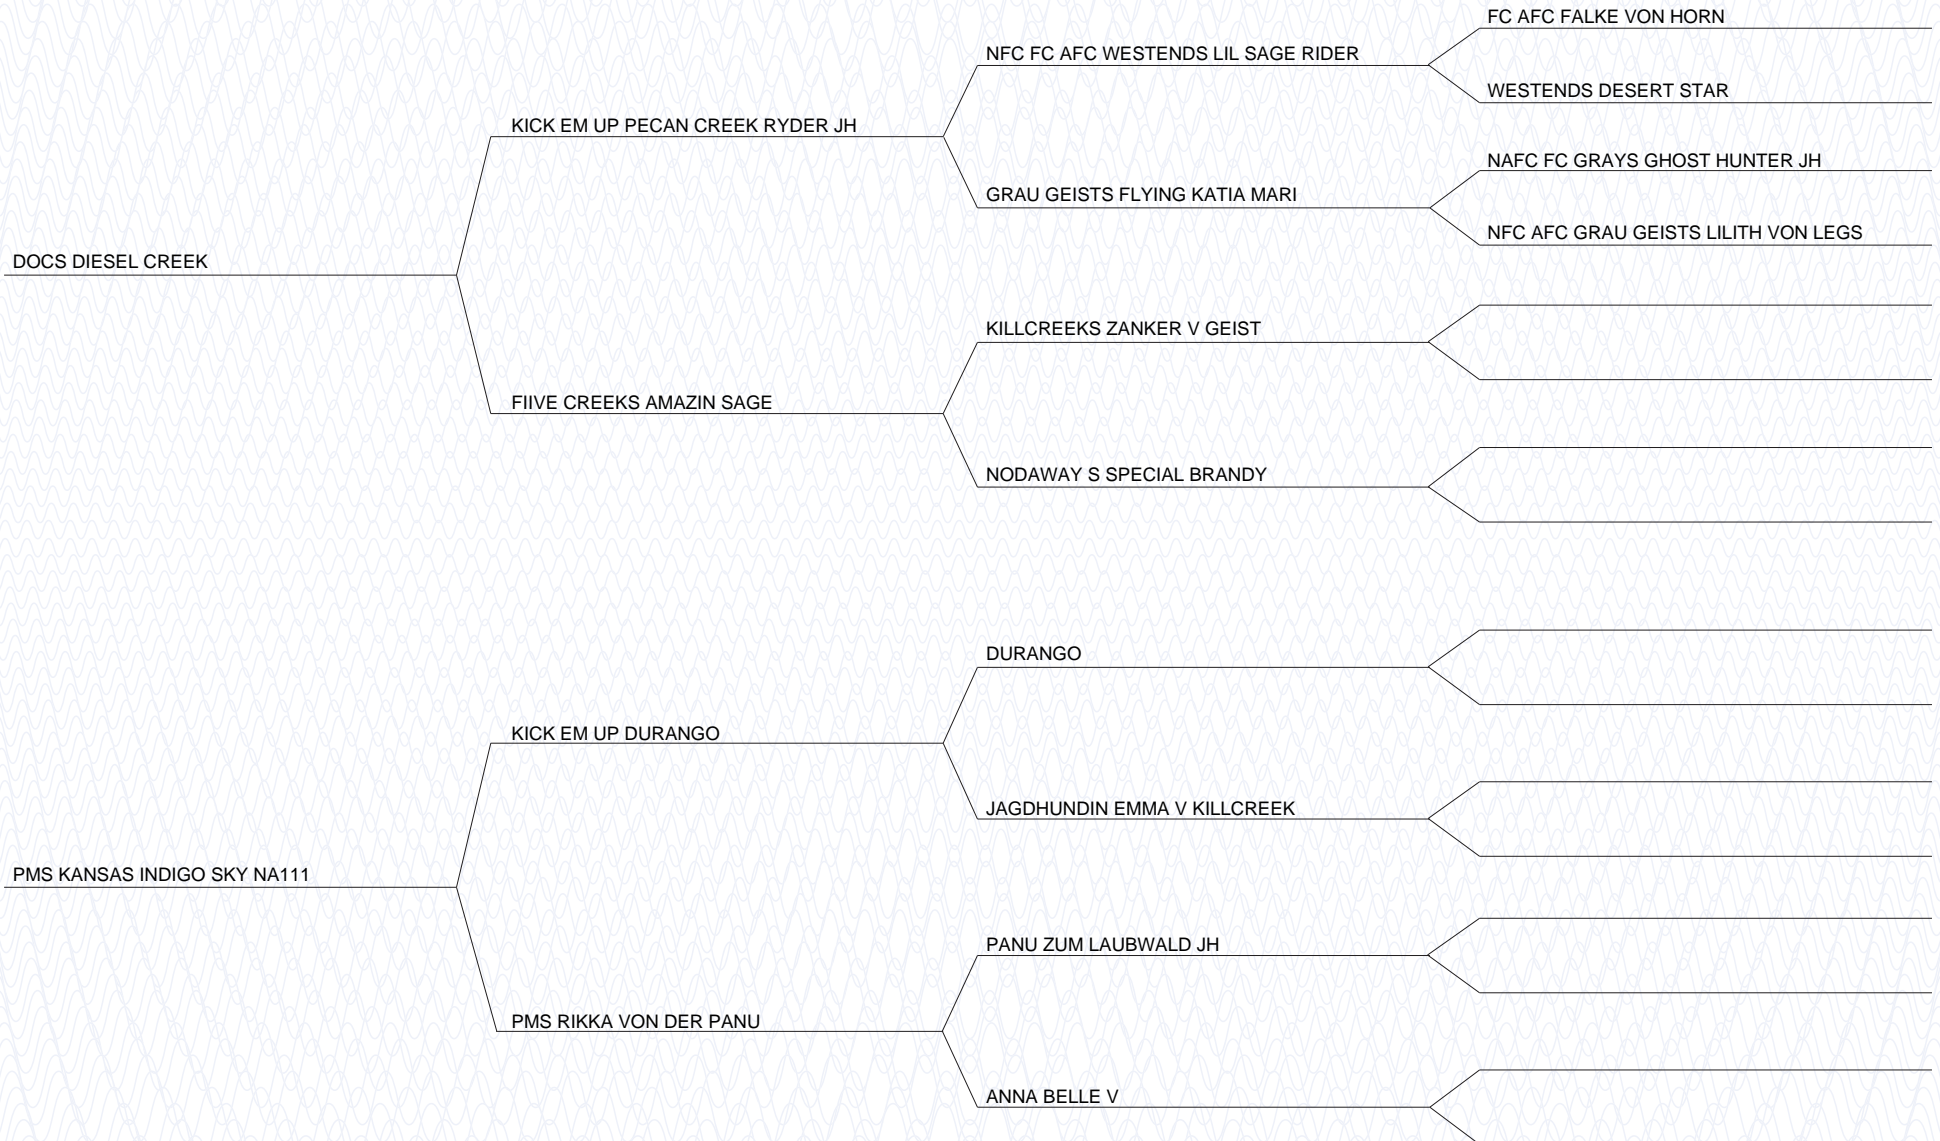 FC AFC FALKE VON HORN
NFC FC AFC WESTENDS LIL SAGE RIDER
WESTENDS DESERT STAR
KICK EM UP PECAN CREEK RYDER JH
NAFC FC GRAYS GHOST HUNTER JH
GRAU GEISTS FLYING KATIA MARI
NFC AFC GRAU GEISTS LILITH VON LEGS
DOCS DIESEL CREEK
KILLCREEKS ZANKER V GEIST
FIIVE CREEKS AMAZIN SAGE
NODAWAY S SPECIAL BRANDY
DURANGO
KICK EM UP DURANGO
JAGDHUNDIN EMMA V KILLCREEK
PMS KANSAS INDIGO SKY NA111
PANU ZUM LAUBWALD JH
PMS RIKKA VON DER PANU
ANNA BELLE V